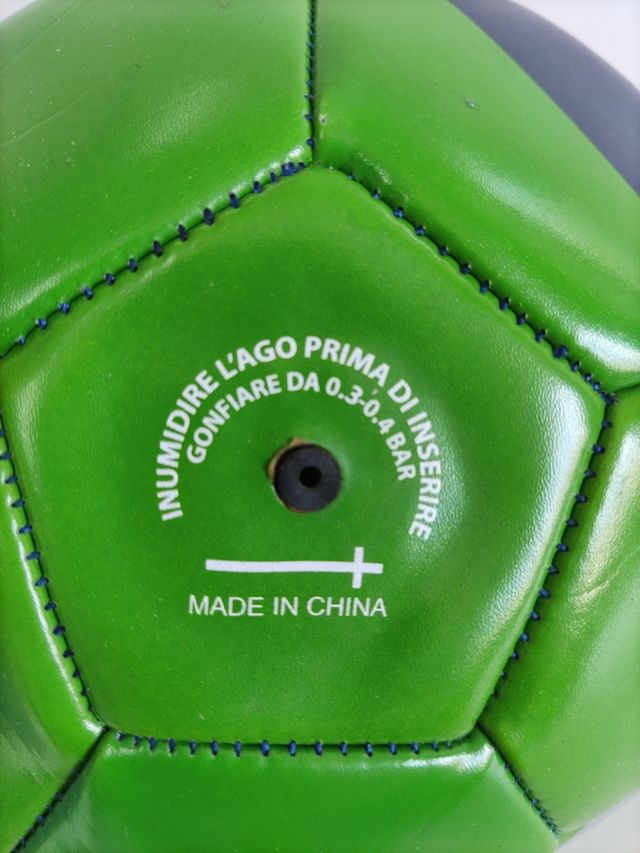 INUMIDIRE L'AGO PRIMA DI INSERIRE
GONFIARE DA 0.3-0.4 BAR
MADE IN CHINA